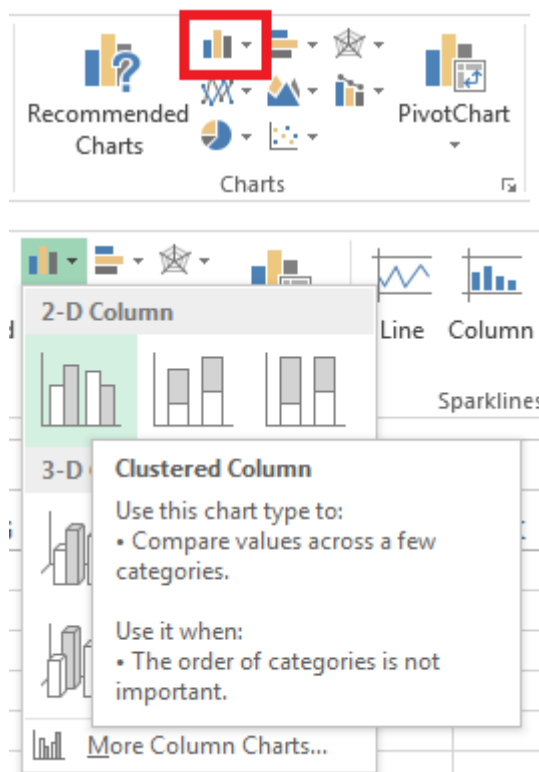 Recommended
Charts
PivotChart
Charts
2-D Column
Line
Column
Sparklines
3-D
Clustered Column
Use this chart type to:
• Compare values across a few
categories.
Use it when:
• The order of categories is not
important.
More Column Charts...